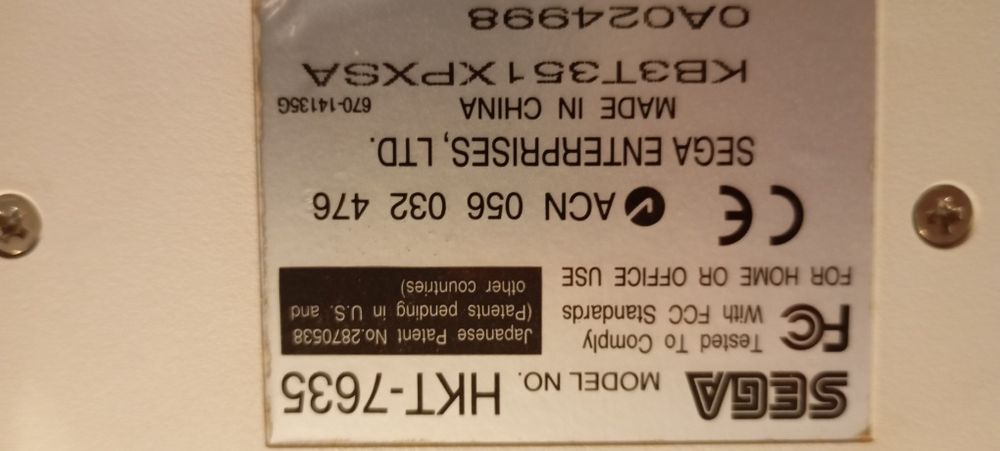 SEGA MODEL NO. HKT-7635
FC Tested To Comply
With FCC Standards
FOR HOME OR OFFICE USE
Japanese Patent No.2870538
(Patents pending in U.S. and
other countries)
CE ACN 056 032 476
SEGA ENTERPRISES, LTD.
MADE IN CHINA 670-14135G
KB3T351XPXSA
0A024998